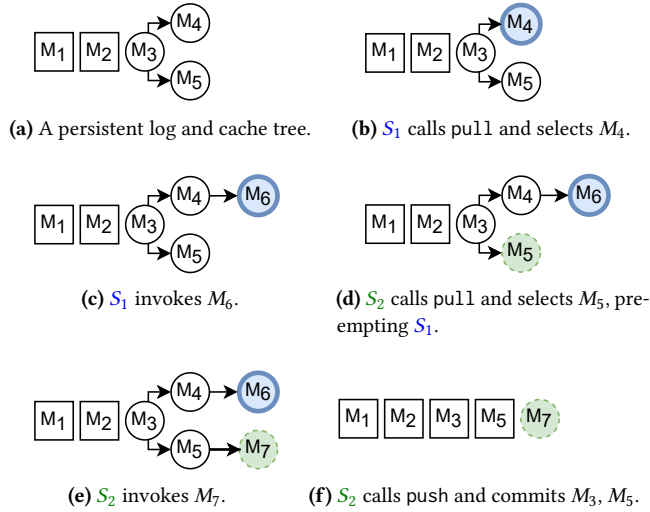 M4
M1 M2 M3
M5
(a) A persistent log and cache tree.
M4
M1 M2 M3
M5
(b) S1 calls pull and selects M4.
M4 M6
M1 M2 M3
M5
(c) S1 invokes M6.
M4 M6
M1 M2 M3
M5
(d) S2 calls pull and selects M5, pre-
empting S1.
M4 M6
M1 M2 M3
M5 M7
(e) S2 invokes M7.
M1 M2 M3 M5 M7
(f) S2 calls push and commits M3, M5.